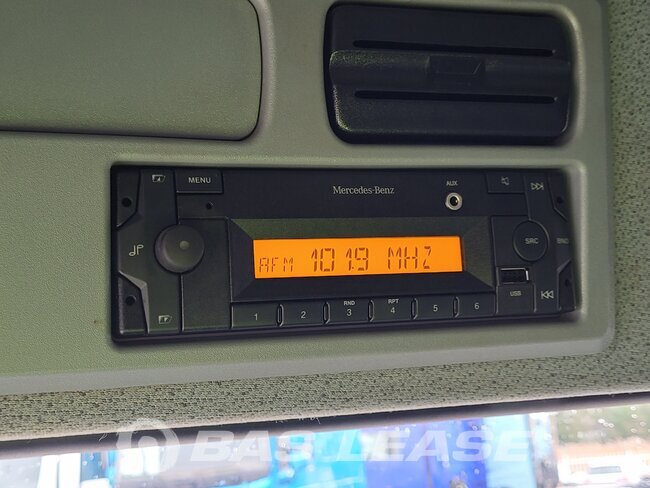 MENU
Mercedes-Benz
AUX
SRC
BND
AFM 101.9 MHZ
USB
RND
RPT
1 2 3 4 5 6
BAS LEASE